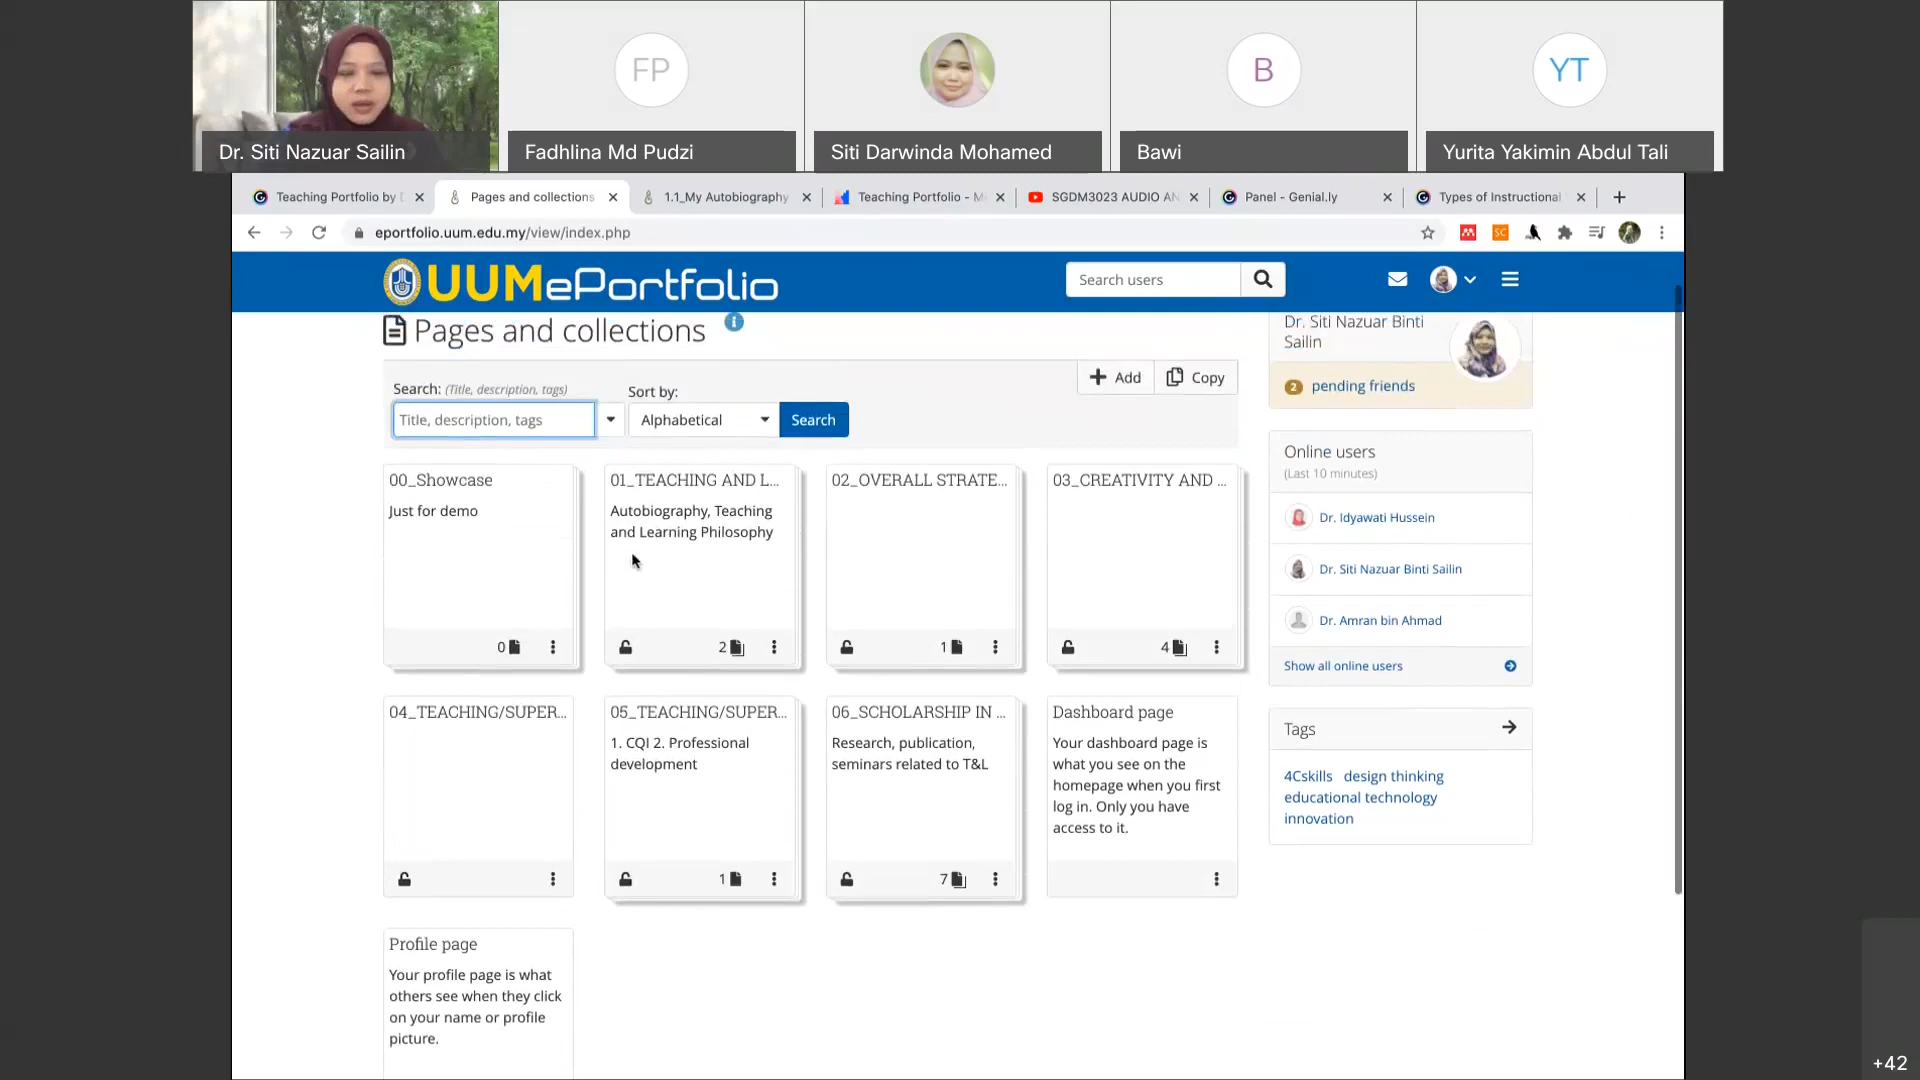 FP
B
YT
Dr. Siti Nazuar Sailin
Fadhlina Md Pudzi
Siti Darwinda Mohamed
Bawi
Yurita Yakimin Abdul Tali
Teaching Portfolio by
Pages and collections
1.1_My Autobiography
Teaching Portfolio - M
SGDM3023 AUDIO AN
Panel - Genial.ly
Types of Instructional
eportfolio.uum.edu.my/view/index.php
SC
UUMePortfolio
Search users
Pages and collections
Add
Copy
Search: (Title, description, tags)
Sort by:
Title, description, tags
Alphabetical
Search
00_Showcase
Just for demo
0
01_TEACHING AND L...
Autobiography, Teaching
and Learning Philosophy
2
02_OVERALL STRATE...
1
03_CREATIVITY AND ...
4
04_TEACHING/SUPER...
05_TEACHING/SUPER...
1. CQI 2. Professional
development
1
06_SCHOLARSHIP IN ...
Research, publication,
seminars related to T&L
7
Dashboard page
Your dashboard page is
what you see on the
homepage when you first
log in. Only you have
access to it.
Profile page
Your profile page is what
others see when they click
on your name or profile
picture.
Dr. Siti Nazuar Binti
Sailin
2 pending friends
Online users
(Last 10 minutes)
Dr. Idyawati Hussein
Dr. Siti Nazuar Binti Sailin
Dr. Amran bin Ahmad
Show all online users
Tags
4Cskills design thinking
educational technology
innovation
+42